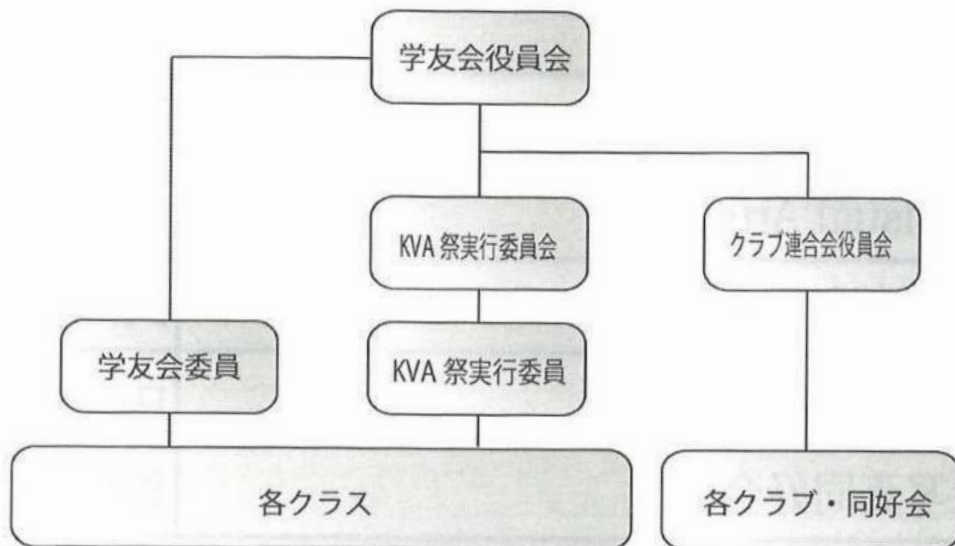 学友会役員会
KVA 祭実行委員会
クラブ連合会役員会
学友会委員
KVA 祭実行委員
各クラス
各クラブ・同好会